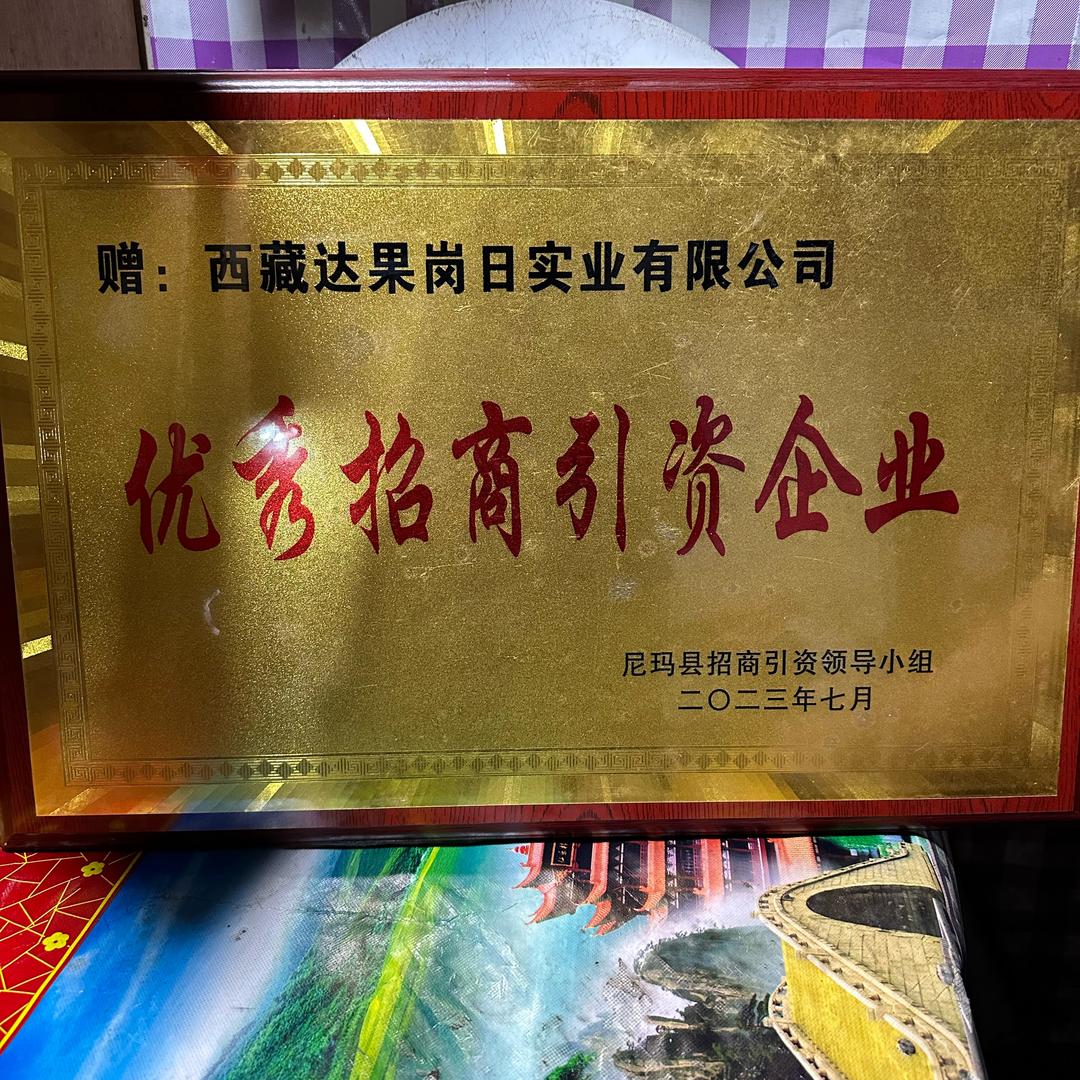 赠：西藏达果岗日实业有限公司
优秀招商引资企业
尼玛县招商引资领导小组
二〇二三年七月